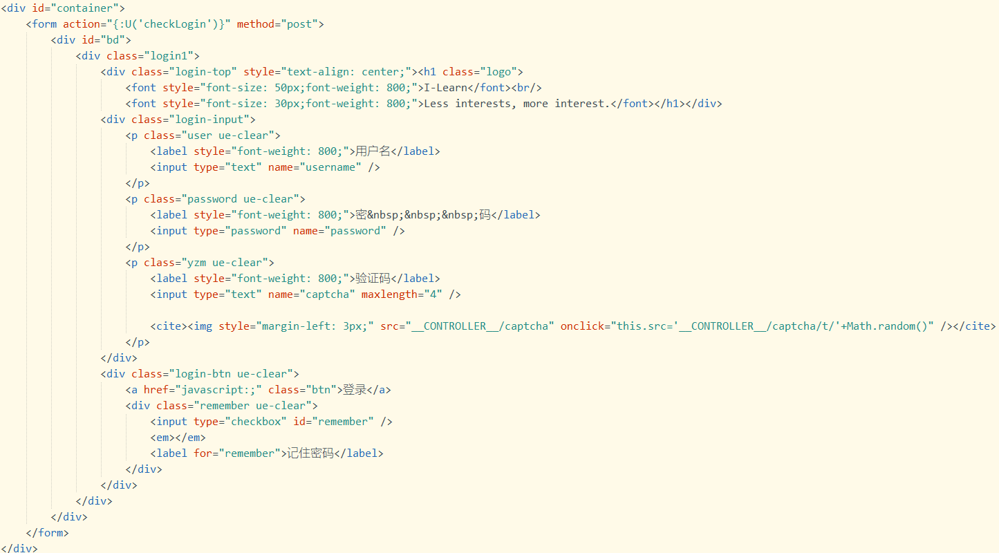 <div id="container">
    <form action="{:U('checkLogin')}" method="post">
        <div id="bd">
            <div class="login1">
                <div class="login-top" style="text-align: center;"><h1 class="logo">
                    <font style="font-size: 50px;font-weight: 800;">I-Learn</font><br/>
                    <font style="font-size: 30px;font-weight: 800;">Less interests, more interest.</font></h1></div>
                <div class="login-input">
                    <p class="user ue-clear">
                        <label style="font-weight: 800;">用户名</label>
                        <input type="text" name="username" />
                    </p>
                    <p class="password ue-clear">
                        <label style="font-weight: 800;">密&nbsp;&nbsp;&nbsp;码</label>
                        <input type="password" name="password" />
                    </p>
                    <p class="yzm ue-clear">
                        <label style="font-weight: 800;">验证码</label>
                        <input type="text" name="captcha" maxlength="4" />
                        <cite><img style="margin-left: 3px;" src="__CONTROLLER__/captcha" onclick="this.src='__CONTROLLER__/captcha/t/'+Math.random()" /></cite>
                    </p>
                </div>
                <div class="login-btn ue-clear">
                    <a href="javascript:;" class="btn">登录</a>
                    <div class="remember ue-clear">
                        <input type="checkbox" id="remember" />
                        <em></em>
                        <label for="remember">记住密码</label>
                    </div>
                </div>
            </div>
        </div>
    </form>
</div>